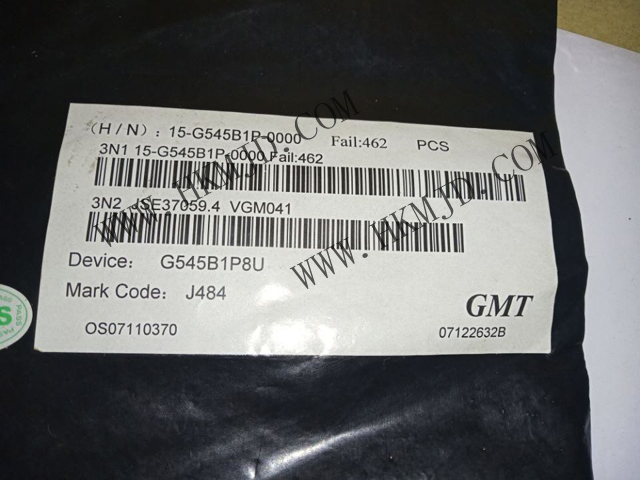 (H/N): 15-G545B1P-0000 Fail:462 PCS
3N1 15-G545B1P-0000 Fail:462
3N2 JSE37059.4 VGM041
Device: G545B1P8U
Mark Code: J484
GMT
OS07110370
07122632B
WWW.HKMJD.COM
WWW.HKMJD.COM
PASS
S